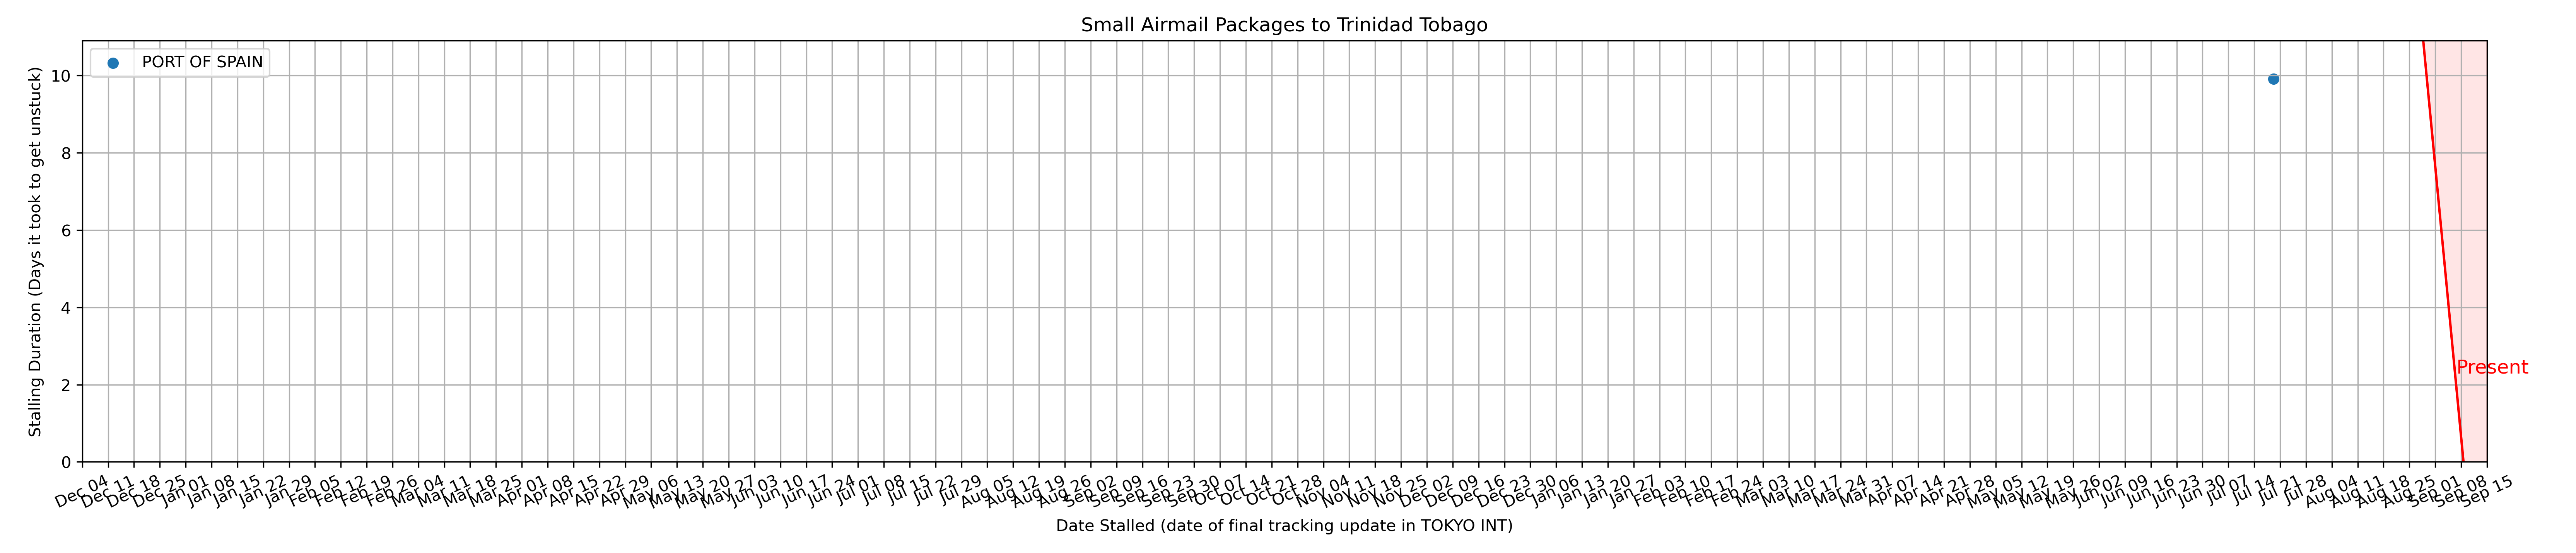 Small Airmail Packages to Trinidad Tobago
PORT OF SPAIN
Stalling Duration (Days it took to get unstuck)
10
8
6
4
2
0
Present
Dec 04 Dec 11 Dec 18 Dec 25 Jan 01 Jan 08 Jan 15 Jan 22 Jan 29 Feb 05 Feb 12 Feb 19 Feb 26 Mar 04 Mar 11 Mar 18 Mar 25 Apr 01 Apr 08 Apr 15 Apr 22 Apr 29 May 06 May 13 May 20 May 27 Jun 03 Jun 10 Jun 17 Jun 24 Jul 01 Jul 08 Jul 15 Jul 22 Jul 29 Aug 05 Aug 12 Aug 19 Aug 26 Sep 02 Sep 09 Sep 16 Sep 23 Sep 30 Oct 07 Oct 14 Oct 21 Oct 28 Nov 04 Nov 11 Nov 18 Nov 25 Dec 02 Dec 09 Dec 16 Dec 23 Dec 30 Jan 06 Jan 13 Jan 20 Jan 27 Feb 03 Feb 10 Feb 17 Feb 24 Mar 03 Mar 10 Mar 17 Mar 24 Mar 31 Apr 07 Apr 14 Apr 21 Apr 28 May 05 May 12 May 19 May 26 Jun 02 Jun 09 Jun 16 Jun 23 Jun 30 Jul 07 Jul 14 Jul 21 Jul 28 Aug 04 Aug 11 Aug 18 Aug 25 Sep 01 Sep 08 Sep 15
Date Stalled (date of final tracking update in TOKYO INT)